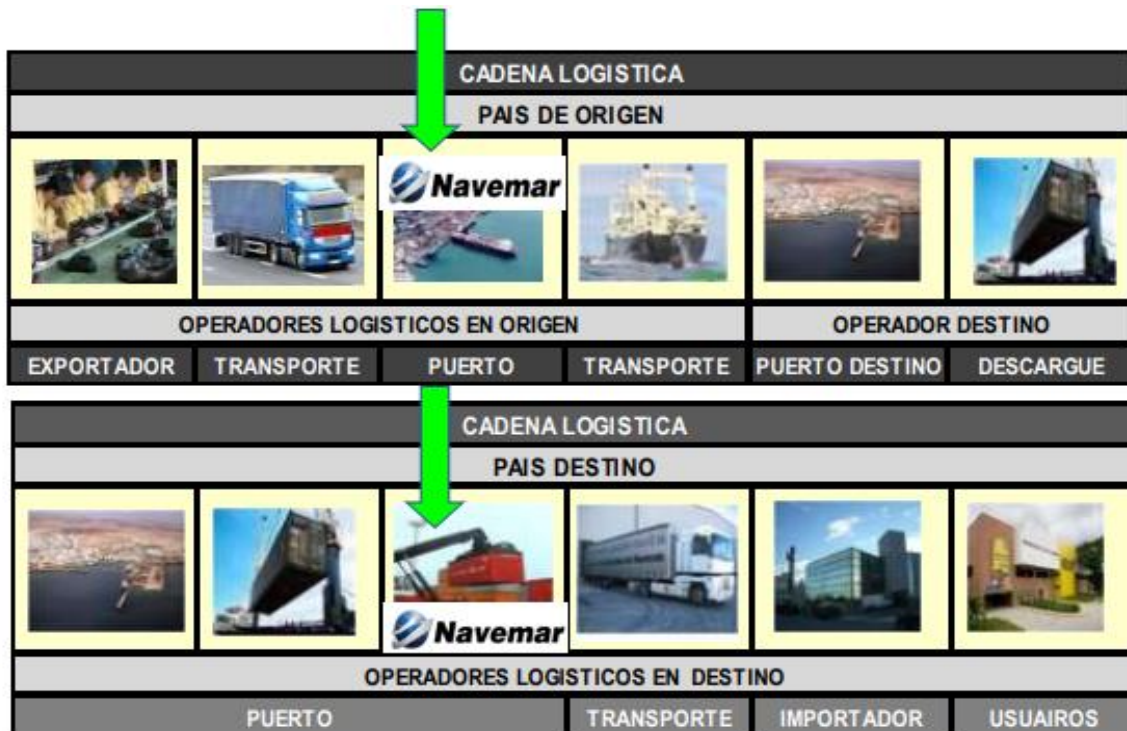 CADENA LOGISTICA
PAIS DE ORIGEN
Navemar
OPERADORES LOGISTICOS EN ORIGEN OPERADOR DESTINO
EXPORTADOR TRANSPORTE PUERTO TRANSPORTE PUERTO DESTINO DESCARGUE
CADENA LOGISTICA
PAIS DESTINO
Navemar
OPERADORES LOGISTICOS EN DESTINO
PUERTO TRANSPORTE IMPORTADOR USUAIROS